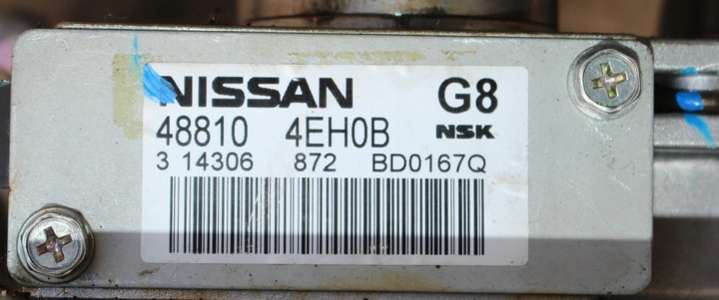 NISSAN G8
48810 4EH0B NSK
3 14306 872 BD0167Q